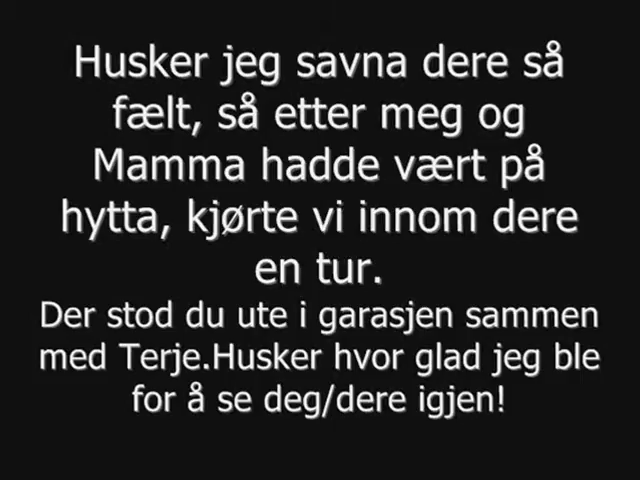 Husker jeg savna dere så
fælt, så etter meg og
Mamma hadde vært på
hytta, kjørte vi innom dere
en tur.
Der stod du ute i garasjen sammen
med Terje.Husker hvor glad jeg ble
for å se deg/dere igjen!